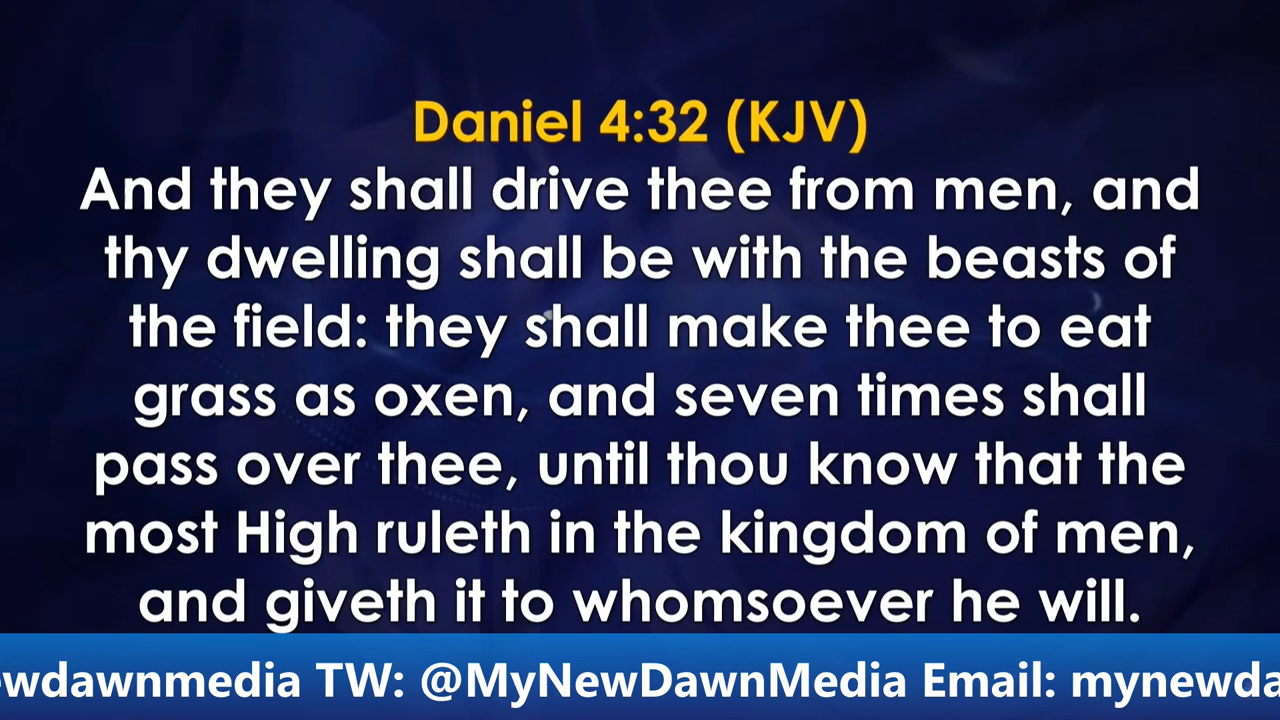 Daniel 4:32 (KJV)
And they shall drive thee from men, and
thy dwelling shall be with the beasts of
the field: they shall make thee to eat
grass as oxen, and seven times shall
pass over thee, until thou know that the
most High ruleth in the kingdom of men,
and giveth it to whomsoever he will.
wdawnmedia TW: @MyNewDawnMedia Email: mynewda